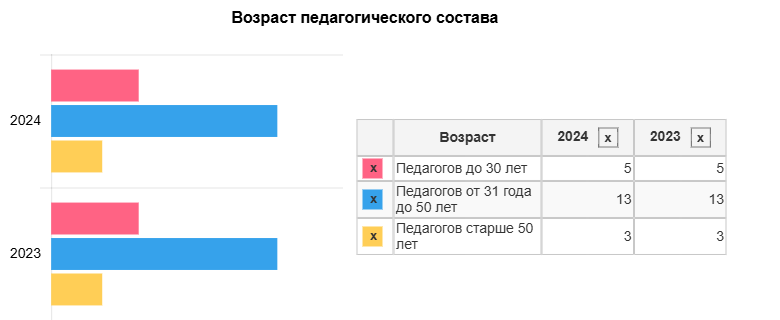 Возраст педагогического состава
2024
2023
Возраст 2024 x 2023 x
x Педагогов до 30 лет 5 5
x Педагогов от 31 года
до 50 лет 13 13
x Педагогов старше 50
лет 3 3